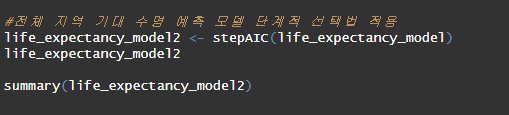 #전체 지역 기대 수명 예측 모델 단계적 선택법 적용
life_expectancy_model2 <- stepAIC(life_expectancy_model)
life_expectancy_model2
summary(life_expectancy_model2)